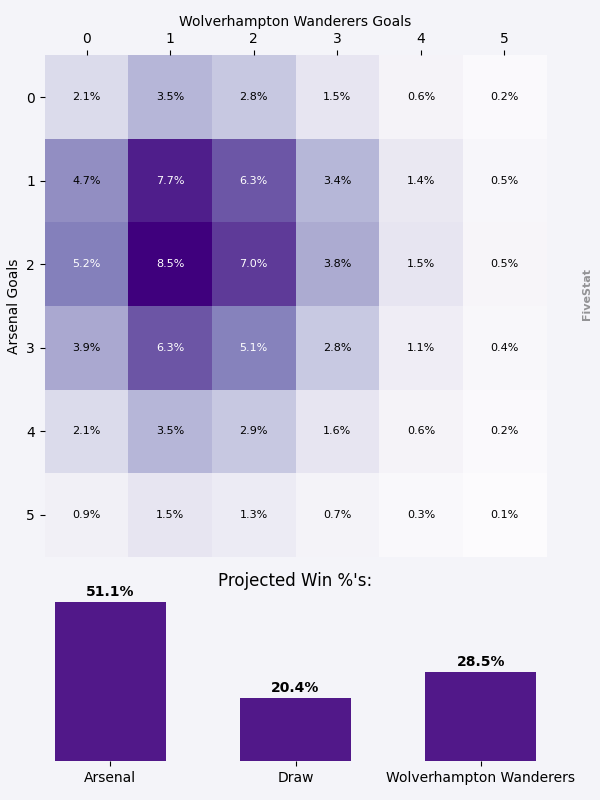 Wolverhampton Wanderers Goals
0 1 2 3 4 5
0 2.1% 3.5% 2.8% 1.5% 0.6% 0.2%
1 4.7% 7.7% 6.3% 3.4% 1.4% 0.5%
2 5.2% 8.5% 7.0% 3.8% 1.5% 0.5%
3 3.9% 6.3% 5.1% 2.8% 1.1% 0.4%
4 2.1% 3.5% 2.9% 1.6% 0.6% 0.2%
5 0.9% 1.5% 1.3% 0.7% 0.3% 0.1%
Arsenal Goals
FiveStat
Projected Win %'s:
51.1% 20.4% 28.5%
Arsenal Draw Wolverhampton Wanderers